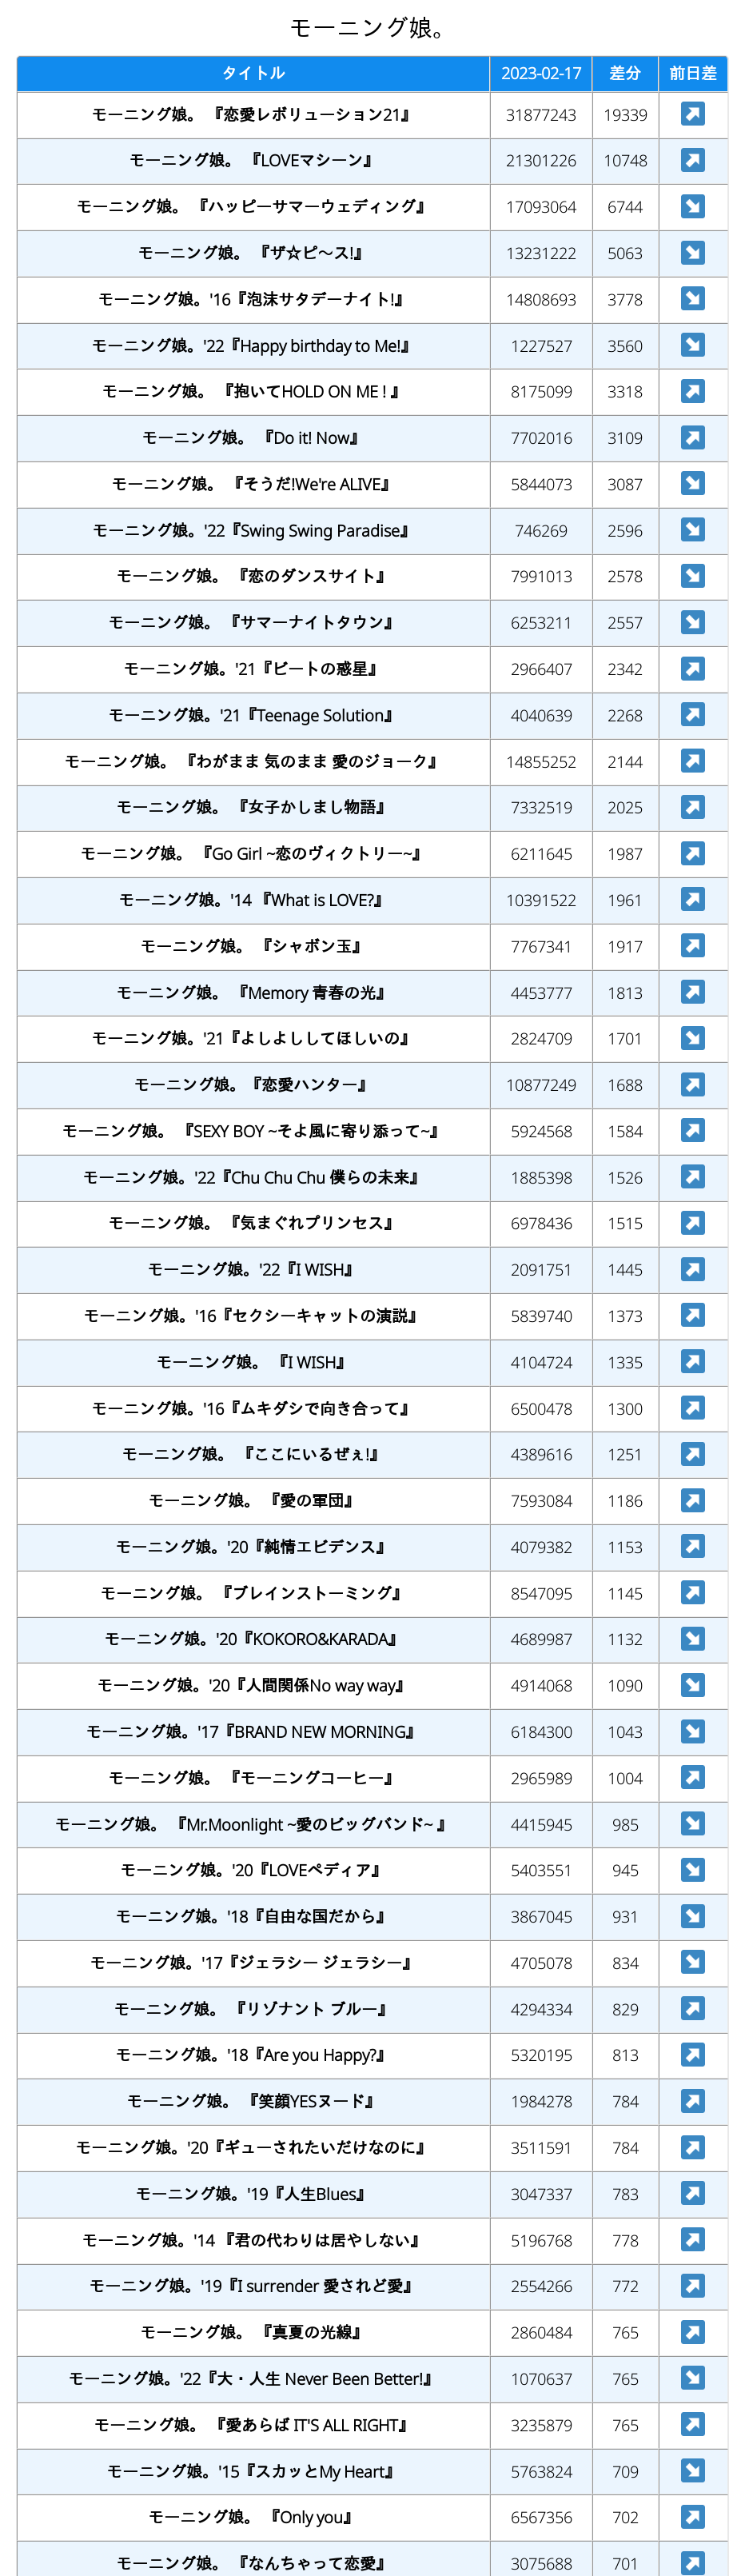 モーニング娘。
タイトル 2023-02-17 差分 前日差
モーニング娘。 『恋愛レボリューション21』 31877243 19339
モーニング娘。 『LOVEマシーン』 21301226 10748
モーニング娘。 『ハッピーサマーウェディング』 17093064 6744
モーニング娘。 『ザ☆ピ〜ス!』 13231222 5063
モーニング娘。'16『泡沫サタデーナイト!』 14808693 3778
モーニング娘。'22『Happy birthday to Me!』 1227527 3560
モーニング娘。 『抱いてHOLD ON ME ! 』 8175099 3318
モーニング娘。 『Do it! Now』 7702016 3109
モーニング娘。 『そうだ!We're ALIVE』 5844073 3087
モーニング娘。'22『Swing Swing Paradise』 746269 2596
モーニング娘。 『恋のダンスサイト』 7991013 2578
モーニング娘。 『サマーナイトタウン』 6253211 2557
モーニング娘。'21『ビートの惑星』 2966407 2342
モーニング娘。'21『Teenage Solution』 4040639 2268
モーニング娘。 『わがまま 気のまま 愛のジョーク』 14855252 2144
モーニング娘。 『女子かしまし物語』 7332519 2025
モーニング娘。 『Go Girl ~恋のヴィクトリー~』 6211645 1987
モーニング娘。'14 『What is LOVE?』 10391522 1961
モーニング娘。 『シャボン玉』 7767341 1917
モーニング娘。 『Memory 青春の光』 4453777 1813
モーニング娘。'21『よしよししてほしいの』 2824709 1701
モーニング娘。『恋愛ハンター』 10877249 1688
モーニング娘。 『SEXY BOY ~そよ風に寄り添って~』 5924568 1584
モーニング娘。'22『Chu Chu Chu 僕らの未来』 1885398 1526
モーニング娘。 『気まぐれプリンセス』 6978436 1515
モーニング娘。'22『I WISH』 2091751 1445
モーニング娘。'16『セクシーキャットの演説』 5839740 1373
モーニング娘。 『I WISH』 4104724 1335
モーニング娘。'16『ムキダシで向き合って』 6500478 1300
モーニング娘。 『ここにいるぜぇ!』 4389616 1251
モーニング娘。 『愛の軍団』 7593084 1186
モーニング娘。'20『純情エビデンス』 4079382 1153
モーニング娘。 『ブレインストーミング』 8547095 1145
モーニング娘。'20『KOKORO&KARADA』 4689987 1132
モーニング娘。'20『人間関係No way way』 4914068 1090
モーニング娘。'17『BRAND NEW MORNING』 6184300 1043
モーニング娘。 『モーニングコーヒー』 2965989 1004
モーニング娘。 『Mr.Moonlight ~愛のビッグバンド~ 』 4415945 985
モーニング娘。'20『LOVEペディア』 5403551 945
モーニング娘。'18『自由な国だから』 3867045 931
モーニング娘。'17『ジェラシー ジェラシー』 4705078 834
モーニング娘。 『リゾナント ブルー』 4294334 829
モーニング娘。'18『Are you Happy?』 5320195 813
モーニング娘。 『笑顔YESヌード』 1984278 784
モーニング娘。'20『ギューされたいだけなのに』 3511591 784
モーニング娘。'19『人生Blues』 3047337 783
モーニング娘。'14 『君の代わりは居やしない』 5196768 778
モーニング娘。'19『I surrender 愛されど愛』 2554266 772
モーニング娘。 『真夏の光線』 2860484 765
モーニング娘。'22『大・人生 Never Been Better!』 1070637 765
モーニング娘。 『愛あらば IT'S ALL RIGHT』 3235879 765
モーニング娘。'15『スカッとMy Heart』 5763824 709
モーニング娘。 『Only you』 6567356 702
モーニング娘。 『なんちゃって恋愛』 3075688 701